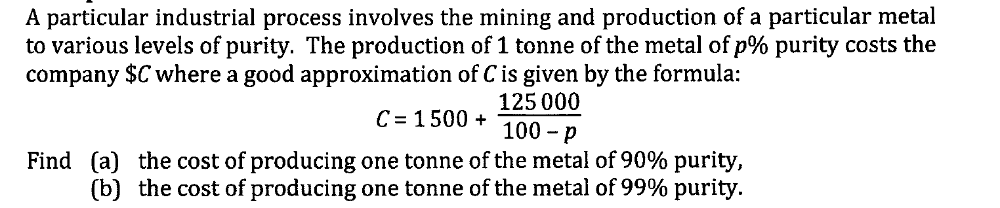 A particular industrial process involves the mining and production of a particular metal
to various levels of purity. The production of 1 tonne of the metal of p% purity costs the
company $C where a good approximation of C is given by the formula:
C = 1 500 + 125 000 / 100 – p
Find (a) the cost of producing one tonne of the metal of 90% purity,
(b) the cost of producing one tonne of the metal of 99% purity.